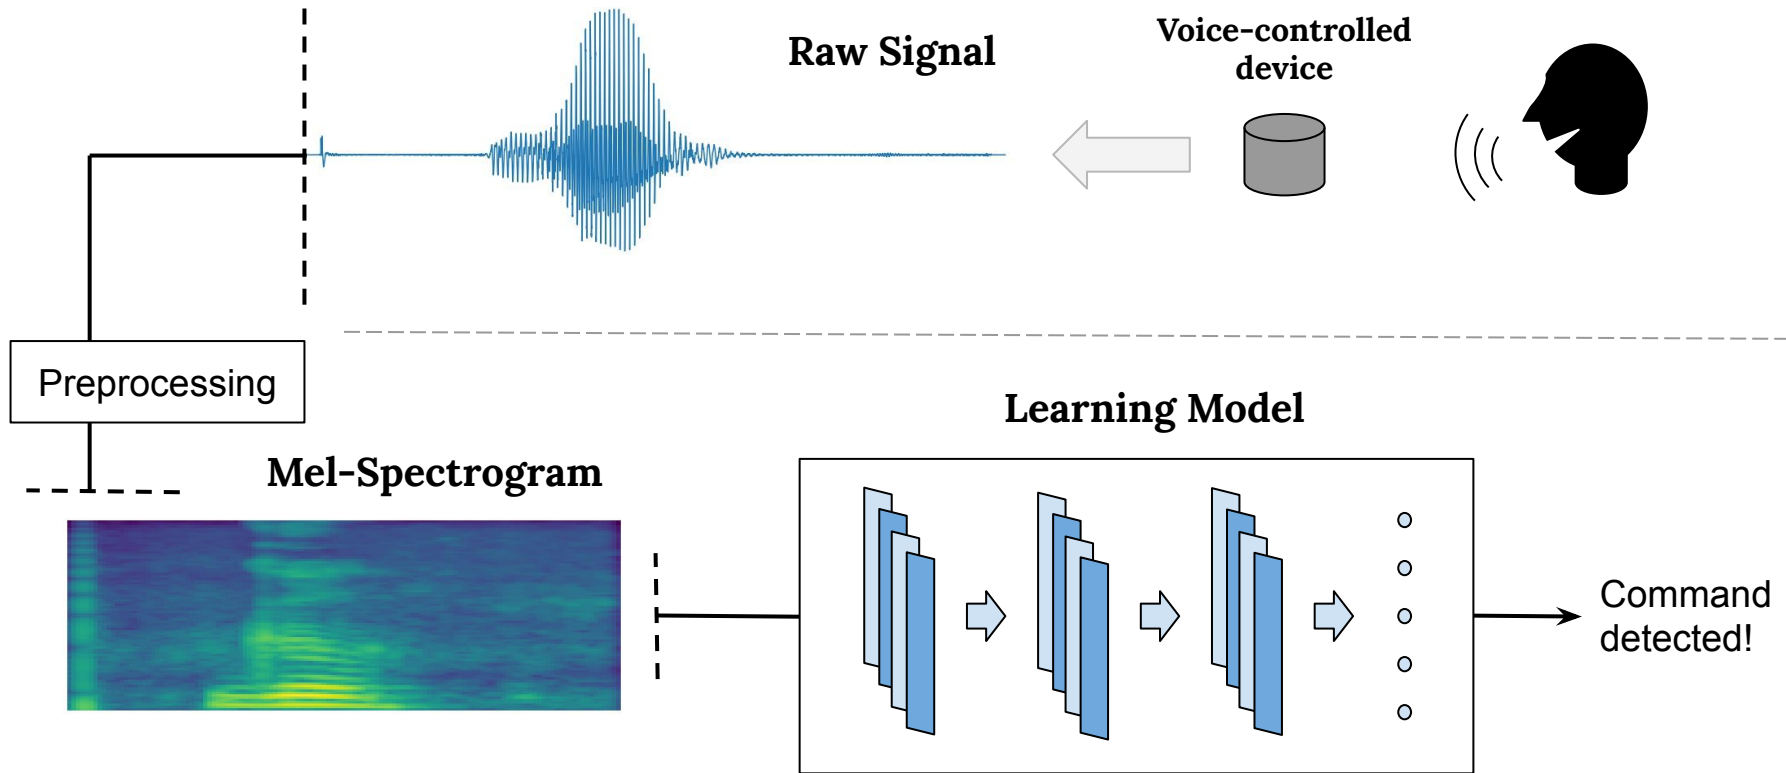 Raw Signal
Voice-controlled
device
Preprocessing
Learning Model
Mel-Spectrogram
Command
detected!